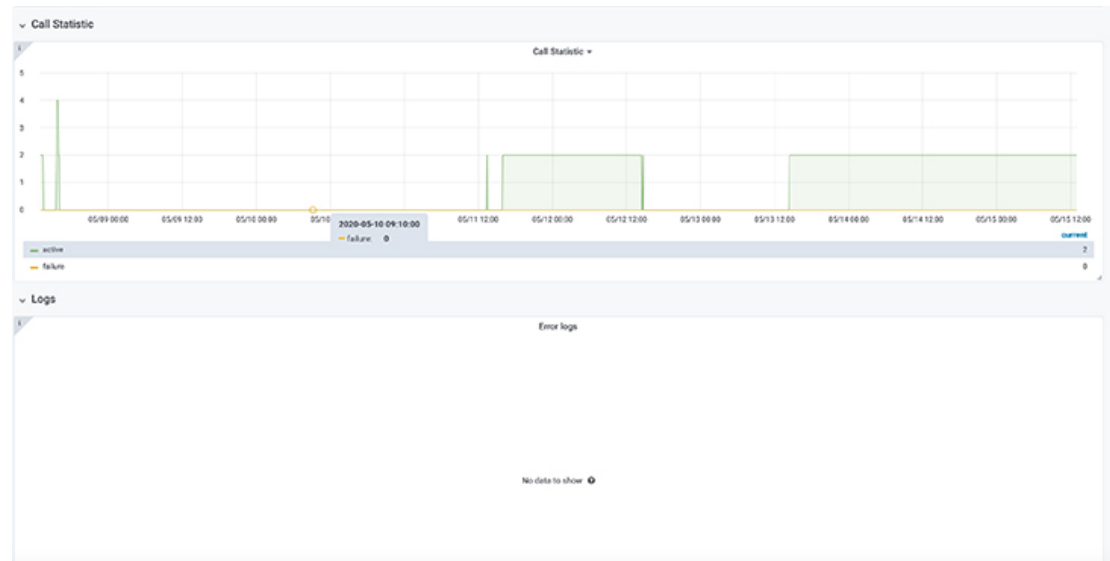 Call Statistic
i
Call Statistic
5
4
3
2
1
0
05/09 00:00 05/09 12:00 05/10 00:00 05/10 05/11 12:00 05/12 00:00 05/12 12:00 05/13 00:00 05/13 12:00 05/14 00:00 05/14 12:00 05/15 00:00 05/15 12:00
2020-05-10 09:10:00
failure: 0
current
active 2
failure 0
Logs
i
Error logs
No data to show